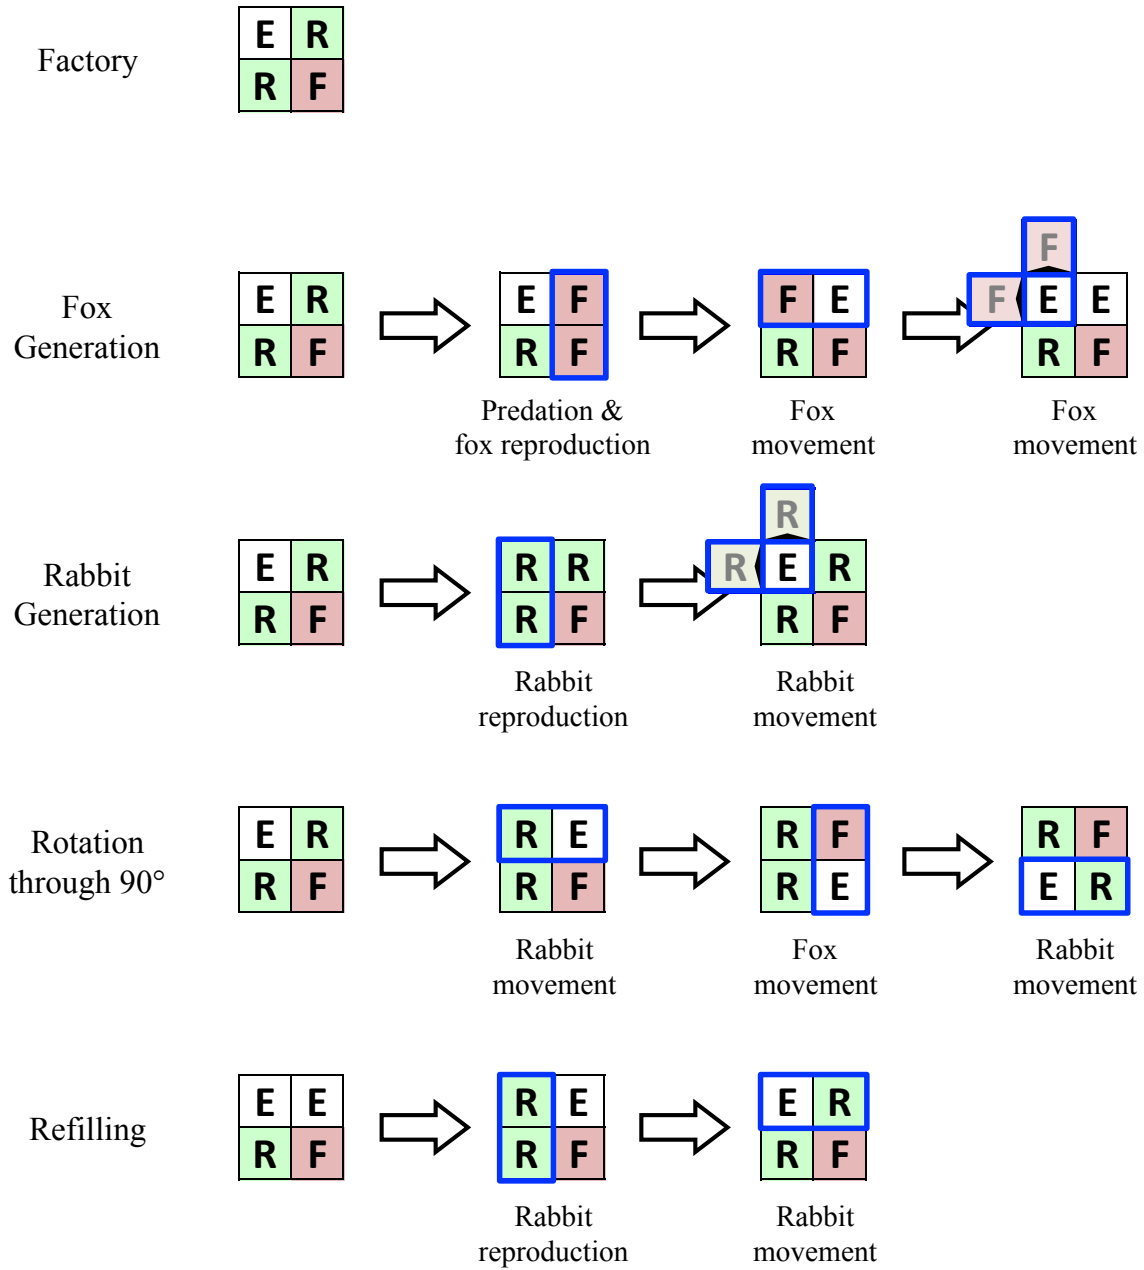 E R
Factory
R F
F
E R E F F E F E E
Fox
Generation
R F R F R F R F
Predation &
fox reproduction
Fox
movement
Fox
movement
R
E R R R R E R
Rabbit
Generation
R F R F R F
Rabbit
reproduction
Rabbit
movement
E R R E R F R F
Rotation
through 90°
R F R F R E E R
Rabbit
movement
Fox
movement
Rabbit
movement
E E R E E R
Refilling
R F R F R F
Rabbit
reproduction
Rabbit
movement